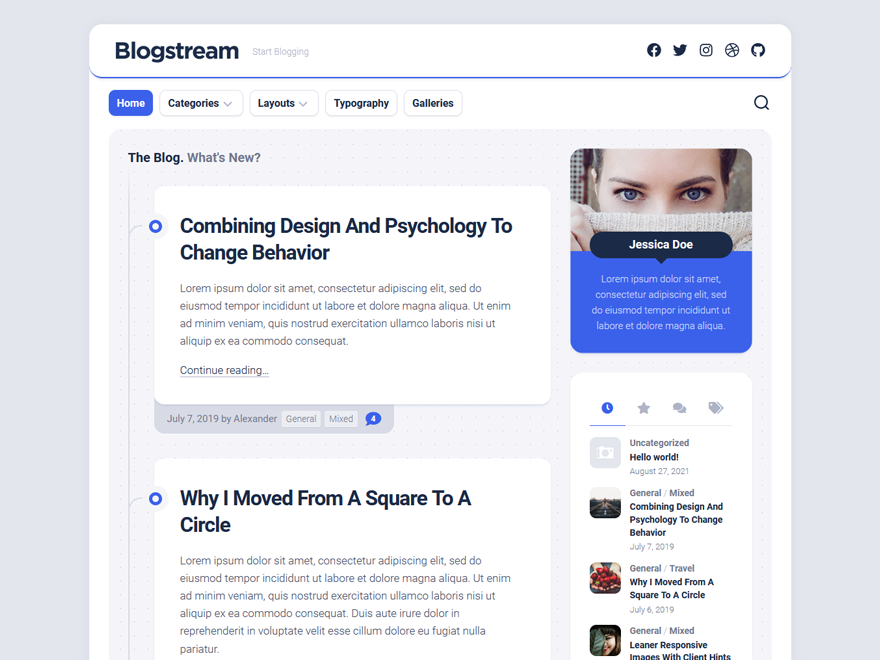 Blogstream
Start Blogging
Home
Categories
Layouts
Typography
Galleries
The Blog. What's New?
Combining Design And Psychology To
Change Behavior
Lorem ipsum dolor sit amet, consectetur adipiscing elit, sed do
eiusmod tempor incididunt ut labore et dolore magna aliqua. Ut enim
ad minim veniam, quis nostrud exercitation ullamco laboris nisi ut
aliquip ex ea commodo consequat.
Continue reading...
July 7, 2019 by Alexander General Mixed 4
Why I Moved From A Square To A
Circle
Lorem ipsum dolor sit amet, consectetur adipiscing elit, sed do
eiusmod tempor incididunt ut labore et dolore magna aliqua. Ut enim
ad minim veniam, quis nostrud exercitation ullamco laboris nisi ut
aliquip ex ea commodo consequat. Duis aute irure dolor in
reprehenderit in voluptate velit esse cillum dolore eu fugiat nulla
pariatur.
Jessica Doe
Lorem ipsum dolor sit amet,
consectetur adipiscing elit, sed
do eiusmod tempor incididunt ut
labore et dolore magna aliqua.
Uncategorized
Hello world!
August 27, 2021
General / Mixed
Combining Design And
Psychology To Change
Behavior
July 7, 2019
General / Travel
Why I Moved From A
Square To A Circle
July 6, 2019
General / Mixed
Leaner Responsive
Images With Client Hints